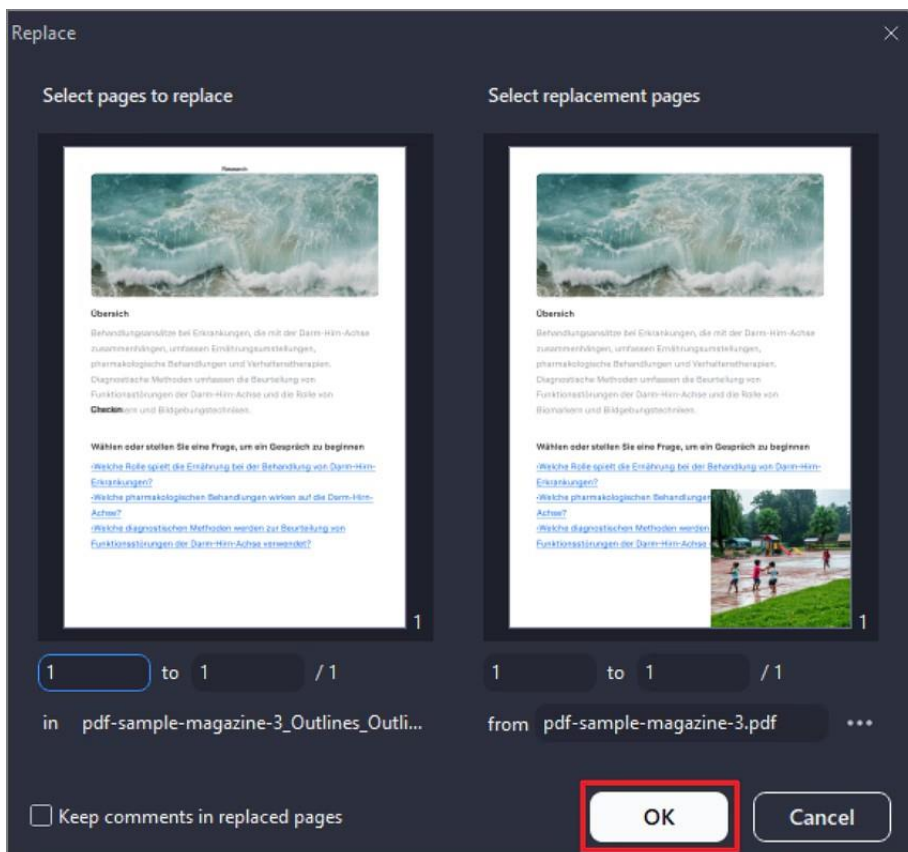 Replace
Select pages to replace
Select replacement pages
Research
Übersich
Behandlungsansätze bei Erkrankungen, die mit der Darm-Hirn-Achse
zusammenhängen, umfassen Ernährungsumstellungen,
pharmakologische Behandlungen und Verhaltenstherapien.
Diagnostische Methoden umfassen die Beurteilung von
Funktionsstörungen der Darm-Hirn-Achse und die Rolle von
Checkn ern und Bildgebungstechniken.
Wählen oder stellen Sie eine Frage, um ein Gespräch zu beginnen
-Welche Rolle spielt die Ernährung bei der Behandlung von Darm-Hirn-
Erkrankungen?
-Welche pharmakologischen Behandlungen wirken auf die Darm-Hirn-
Achse?
-Welche diagnostischen Methoden werden zur Beurteilung von
Funktionsstörungen der Darm-Hirn-Achse verwendet?
1
Übersich
Behandlungsansätze bei Erkrankungen, die mit der Darm-Hirn-Achse
zusammenhängen, umfassen Ernährungsumstellungen,
pharmakologische Behandlungen und Verhaltenstherapien.
Diagnostische Methoden umfassen die Beurteilung von
Funktionsstörungen der Darm-Hirn-Achse und die Rolle von
Biomarkern und Bildgebungstechniken.
Wählen oder stellen Sie eine Frage, um ein Gespräch zu beginnen
-Welche Rolle spielt die Ernährung bei der Behandlung von Darm-Hirn-
Erkrankungen?
-Welche pharmakologischen Behandlungen
Achse?
-Welche diagnostischen Methoden werden
Funktionsstörungen der Darm-Hirn-Achse
1
1 to 1 / 1
1 to 1 / 1
in pdf-sample-magazine-3_Outlines_Outli...
from pdf-sample-magazine-3.pdf
Keep comments in replaced pages
OK
Cancel